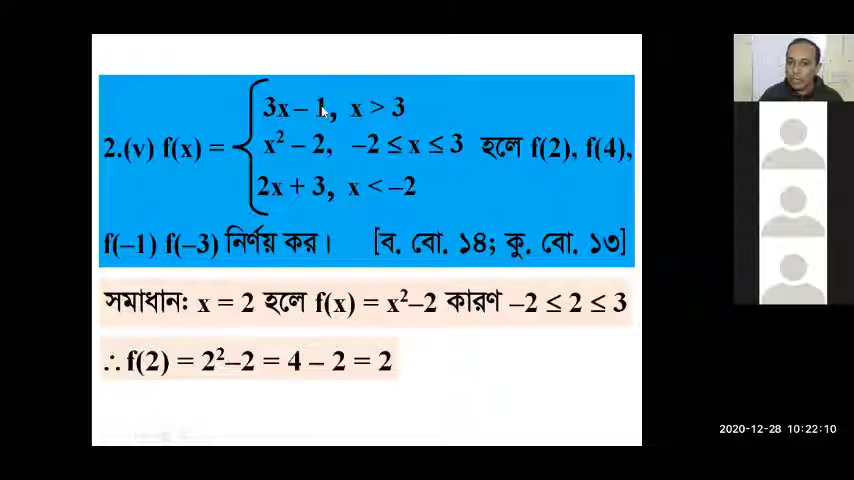 3x – 1, x > 3
2.(v) f(x) = x² – 2, –2 ≤ x ≤ 3 হলে f(2), f(4),
2x + 3, x < –2
f(–1) f(–3) নির্ণয় কর। [ব. বো. ১৪; কু. বো. ১৩]
সমাধান: x = 2 হলে f(x) = x²–2 কারণ –2 ≤ 2 ≤ 3
∴ f(2) = 2²–2 = 4 – 2 = 2
2020-12-28 10:22:10